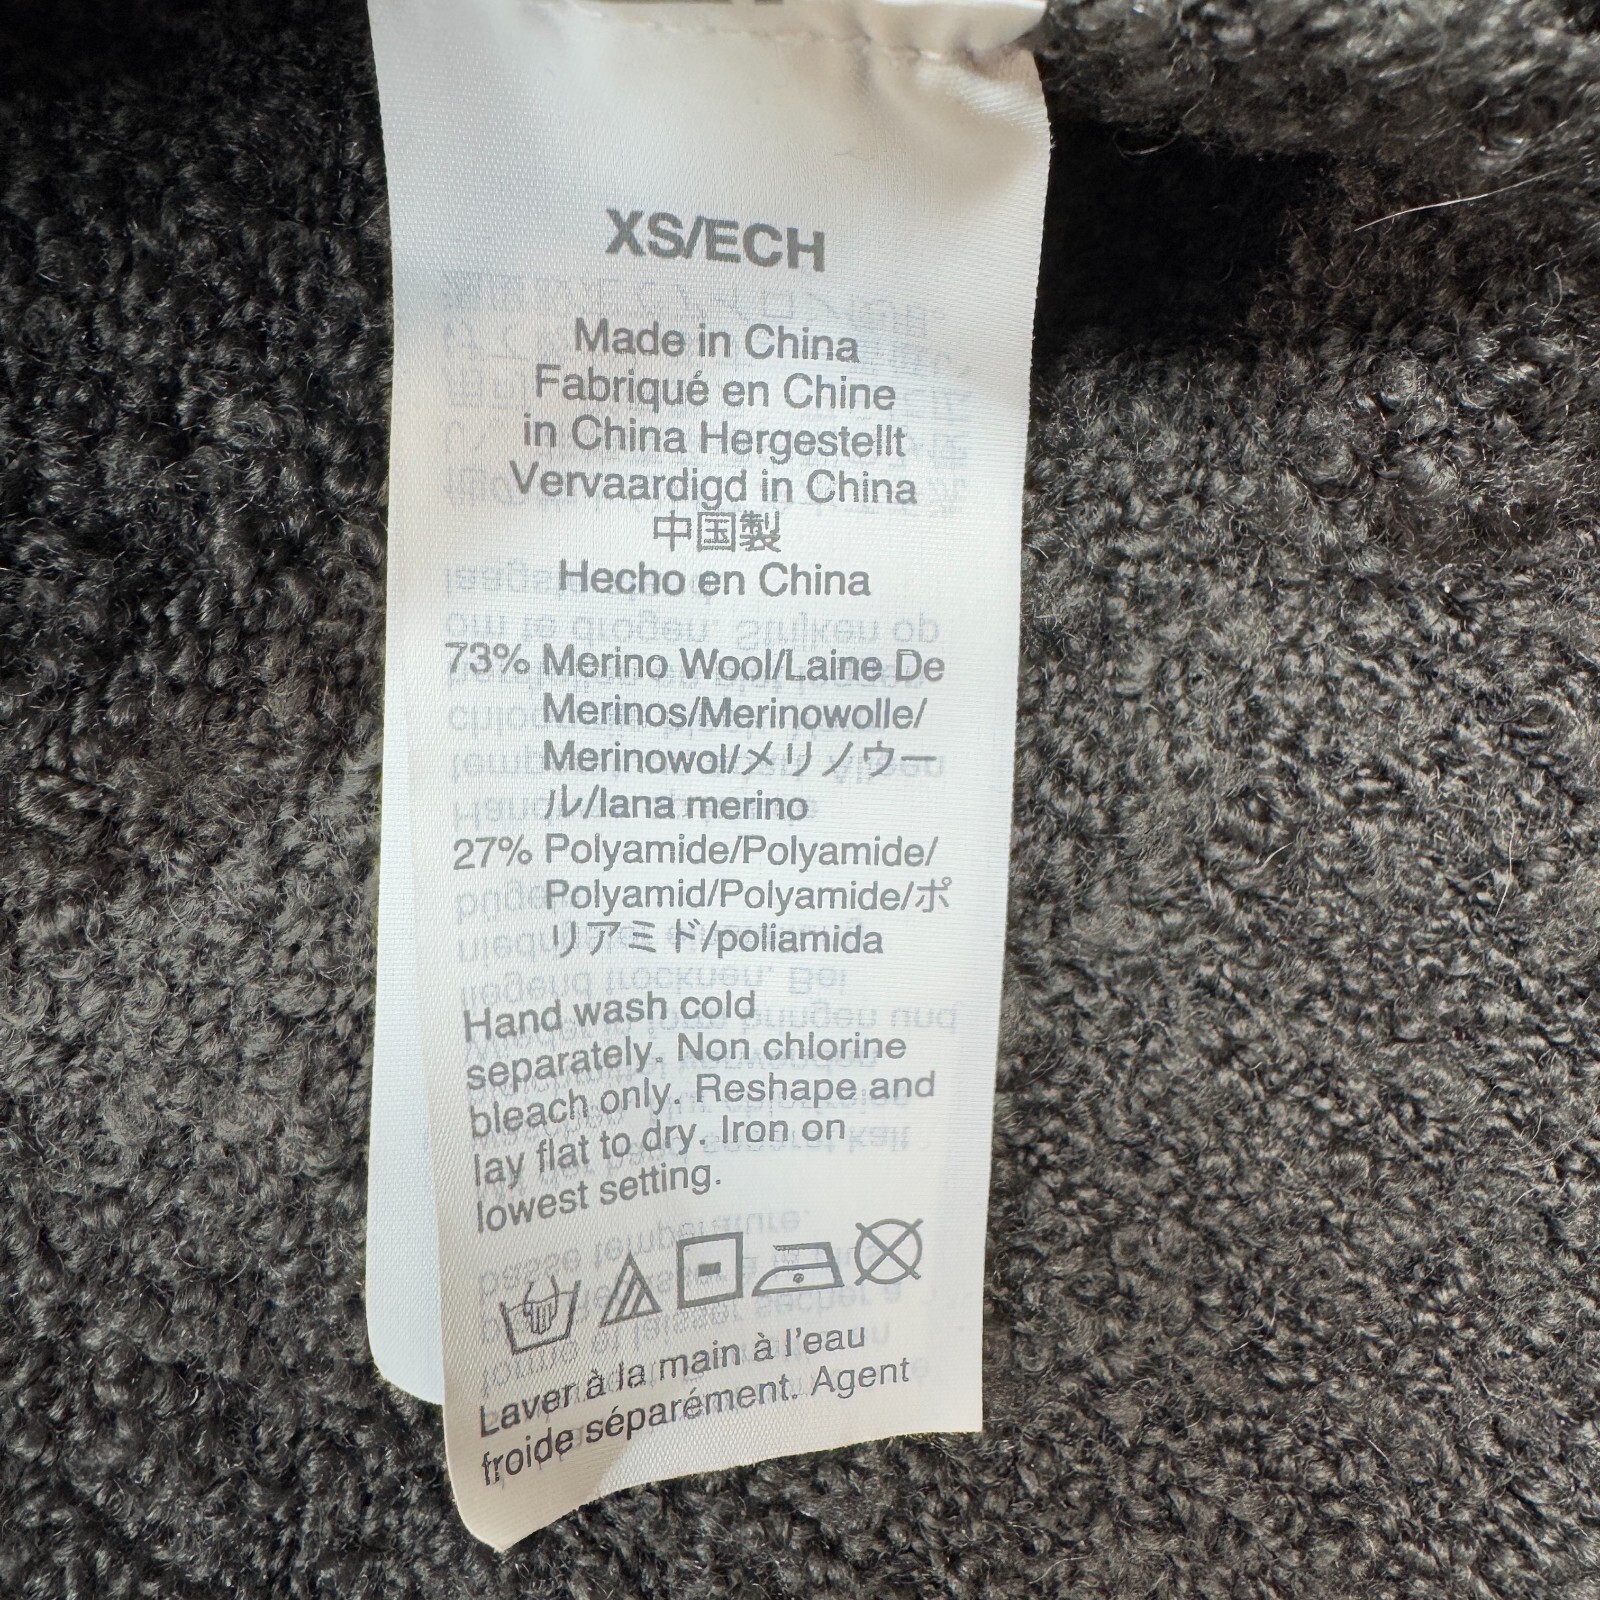 XS/ECH
Made in China
Fabriqué en Chine
in China Hergestellt
Vervaardigd in China
中国製
Hecho en China
73% Merino Wool/Laine De
Merinos/Merinowolle/
Merinowol/メリノウー
ル/lana merino
27% Polyamide/Polyamide/
Polyamid/Polyamide/ポ
リアミド/poliamida
Hand wash cold
separately. Non chlorine
bleach only. Reshape and
lay flat to dry. Iron on
lowest setting.
Laver à la main à l'eau
froide séparément. Agent